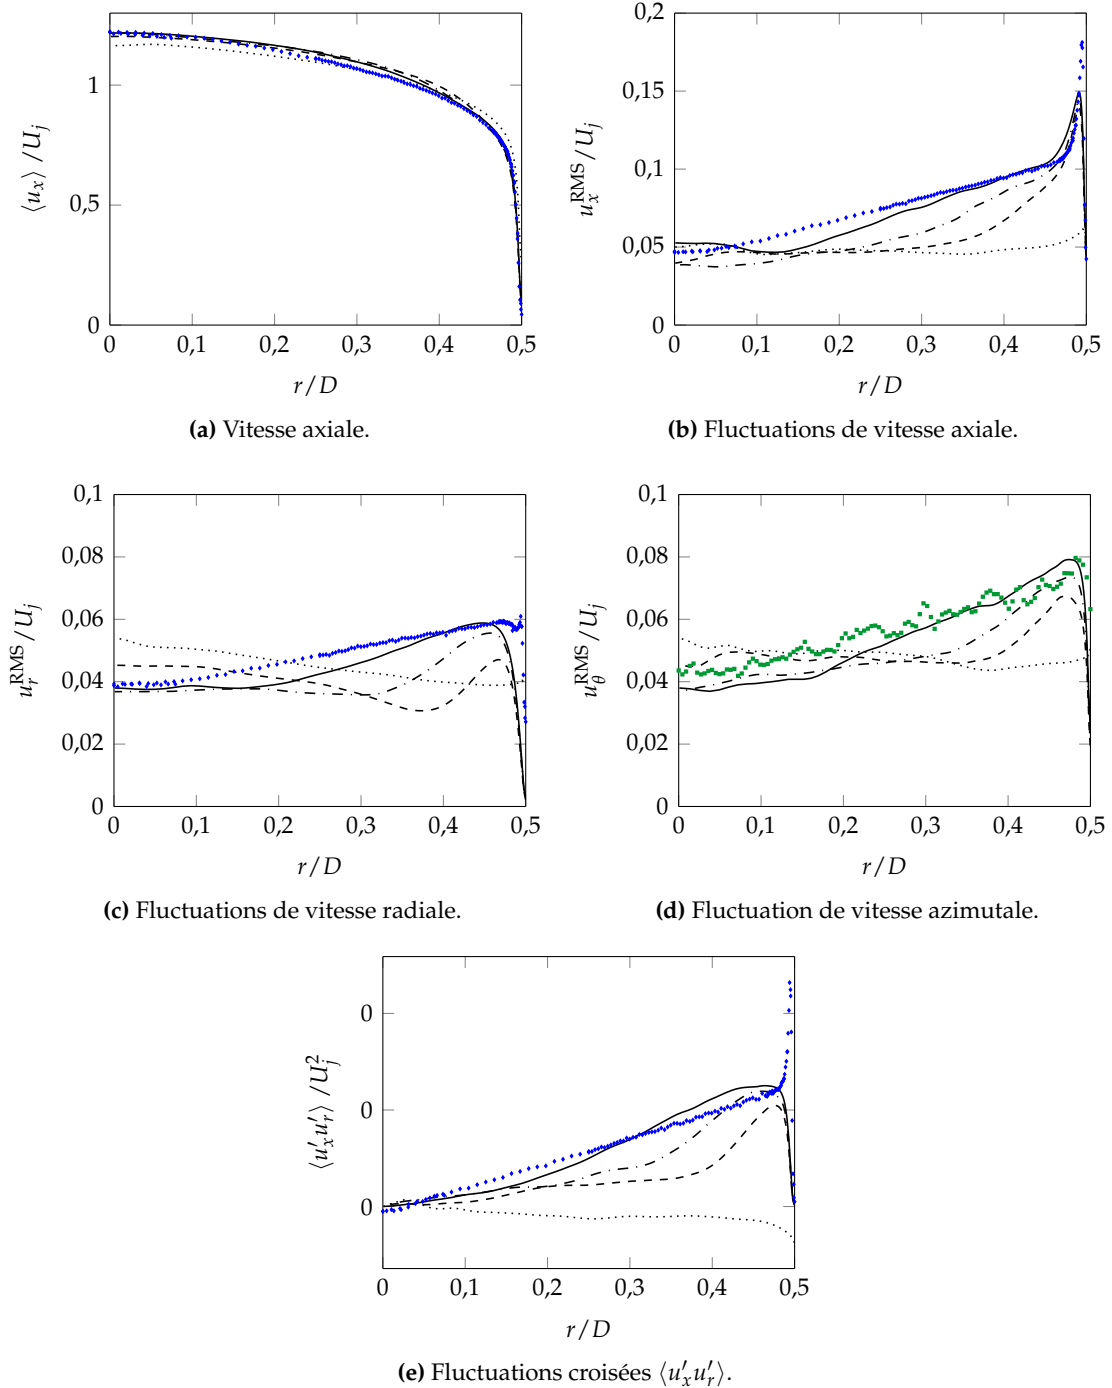 1
0,5
0
⟨u_x⟩ / U_j
0 0,1 0,2 0,3 0,4 0,5
r/D
(a) Vitesse axiale.
0,2
0,15
0,1
0,05
0
u_x^RMS / U_j
0 0,1 0,2 0,3 0,4 0,5
r/D
(b) Fluctuations de vitesse axiale.
0,1
0,08
0,06
0,04
0,02
0
u_r^RMS / U_j
0 0,1 0,2 0,3 0,4 0,5
r/D
(c) Fluctuations de vitesse radiale.
0,1
0,08
0,06
0,04
0,02
0
u_θ^RMS / U_j
0 0,1 0,2 0,3 0,4 0,5
r/D
(d) Fluctuation de vitesse azimutale.
0
0
0
⟨u′_x u′_r⟩ / U_j^2
0 0,1 0,2 0,3 0,4 0,5
r/D
(e) Fluctuations croisées ⟨u′_x u′_r⟩.